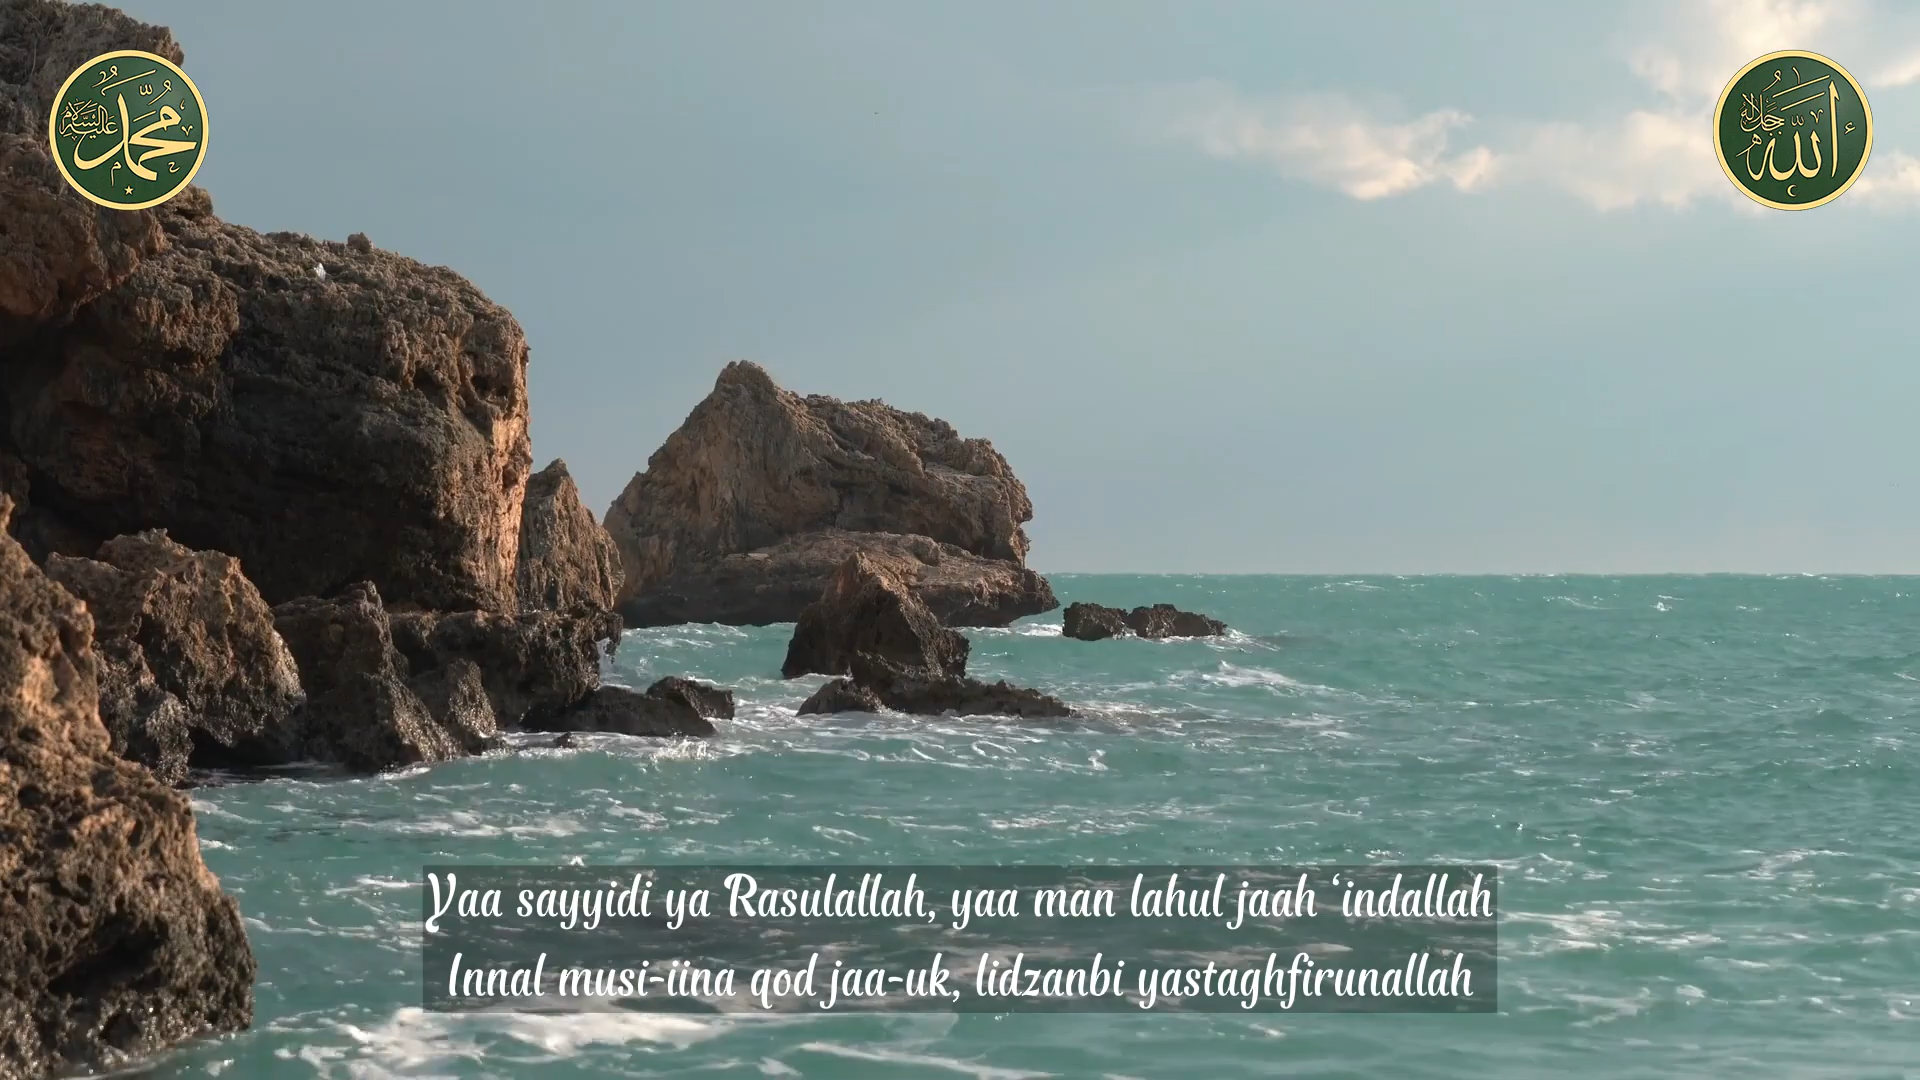 محمد عليه السلام
الله جل جلاله
Yaa sayyidi ya Rasulallah, yaa man lahul jaah ‘indallah
Innal musi-iina qod jaa-uk, lidzanbi yastaghfirunallah